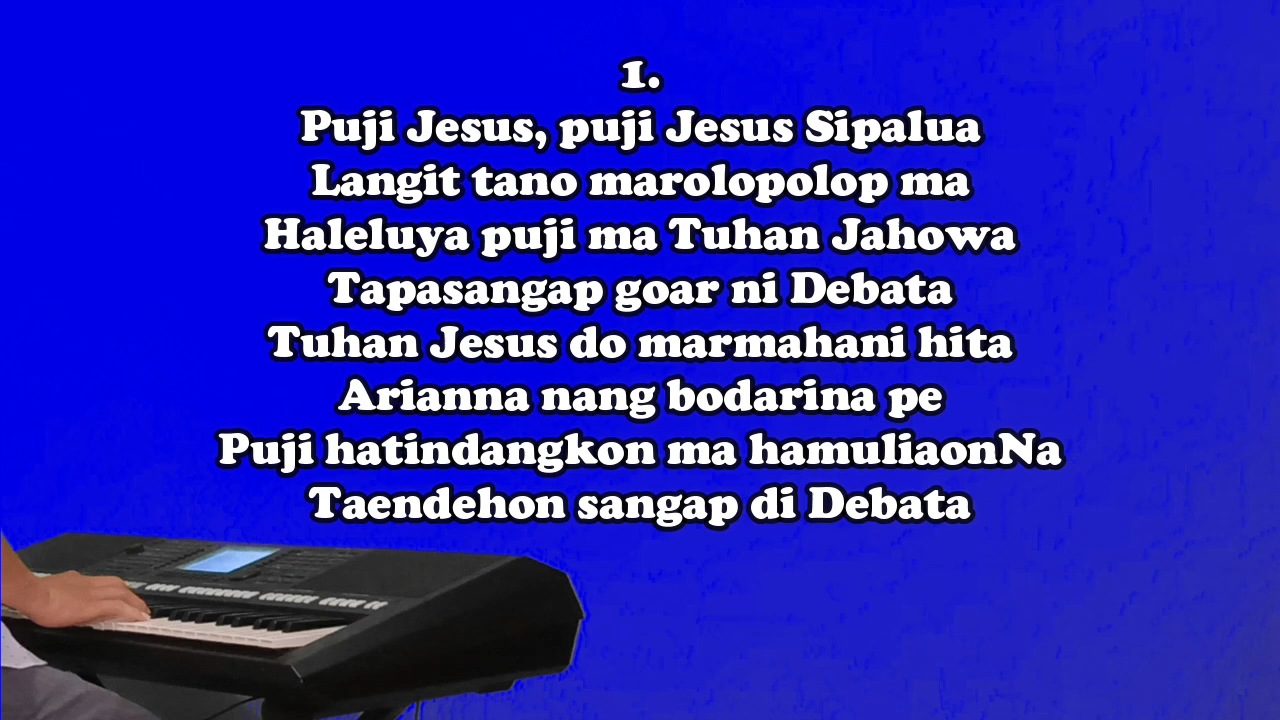 1.
Puji Jesus, puji Jesus Sipalua
Langit tano marolopolop ma
Haleluya puji ma Tuhan Jahowa
Tapasangap goar ni Debata
Tuhan Jesus do marmahani hita
Arianna nang bodarina pe
Puji hatindangkon ma hamuliaonNa
Taendehon sangap di Debata